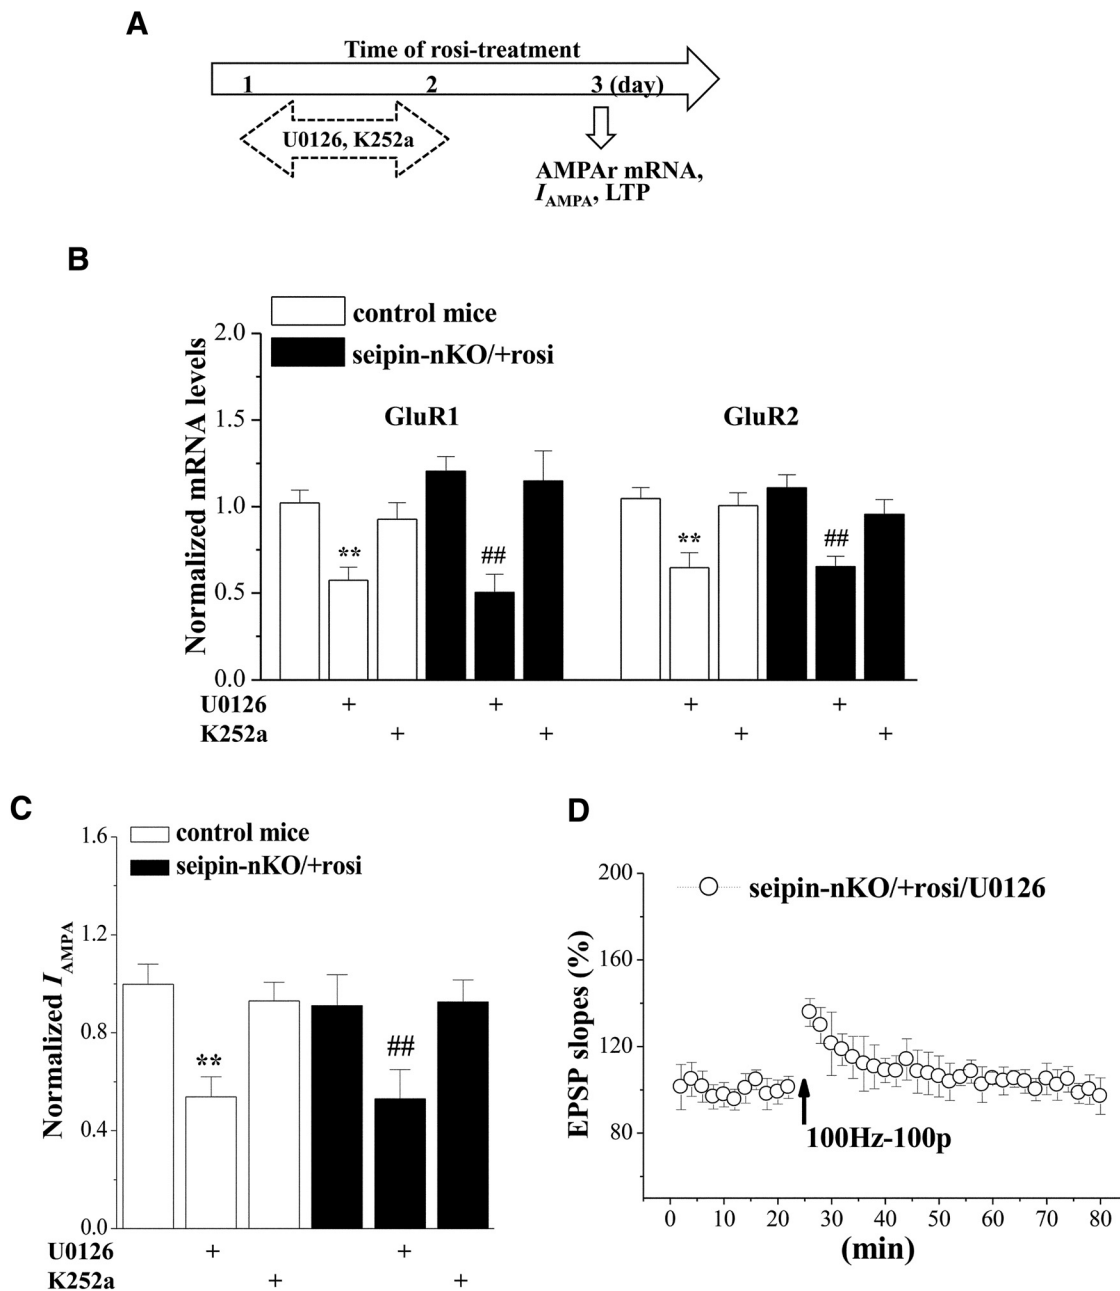 A
Time of rosi-treatment
1 2 3 (day)
U0126, K252a
AMPAr mRNA,
I AMPA, LTP
B
control mice
seipin-nKO/+rosi
Normalized mRNA levels
2.0
1.5
1.0
0.5
0.0
GluR1 GluR2
** ## ** ##
U0126 + + + +
K252a + + + +
C
control mice
seipin-nKO/+rosi
Normalized I AMPA
1.6
1.2
0.8
0.4
0.0
** ##
U0126 + +
K252a + +
D
seipin-nKO/+rosi/U0126
EPSP slopes (%)
200
160
120
80
100Hz-100p
0 10 20 30 40 50 60 70 80
(min)